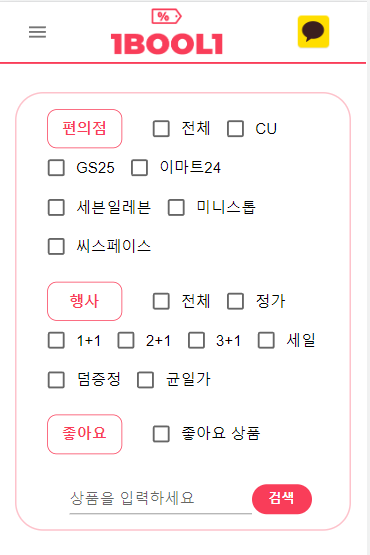 %
1BOOL1
편의점 전체 CU
GS25 이마트24
세븐일레븐 미니스톱
씨스페이스
행사 전체 정가
1+1 2+1 3+1 세일
덤증정 균일가
좋아요 좋아요 상품
상품을 입력하세요 검색